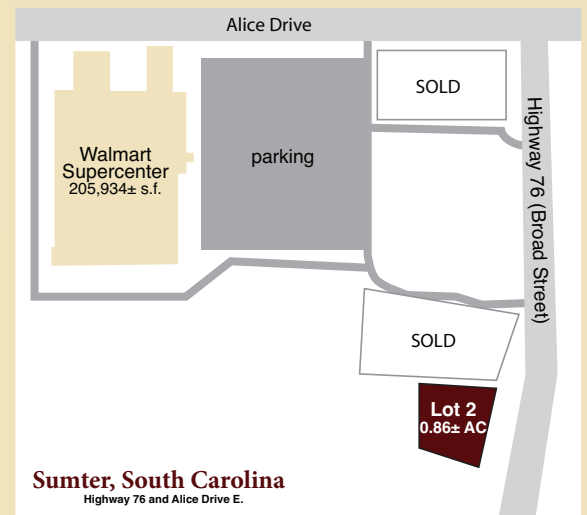 Alice Drive
SOLD
Walmart
Supercenter
205,934± s.f.
parking
Highway 76 (Broad Street)
SOLD
Lot 2
0.86± AC
Sumter, South Carolina
Highway 76 and Alice Drive E.